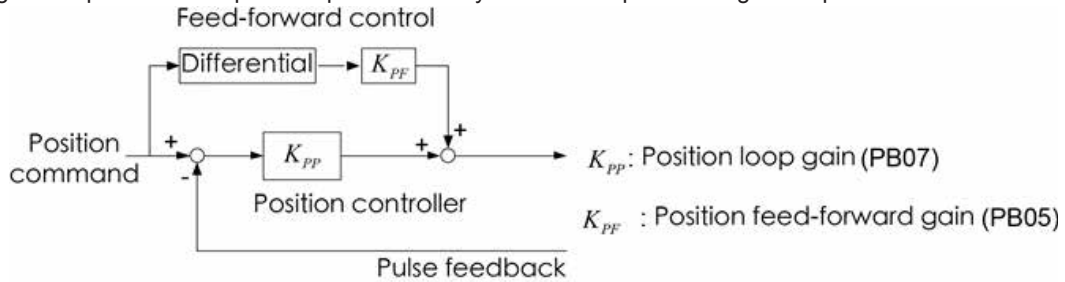 Feed-forward control
Differential
K_PF
Position
command
+
-
K_PP
+
+
Position controller
Pulse feedback
K_PP: Position loop gain (PB07)
K_PF : Position feed-forward gain (PB05)